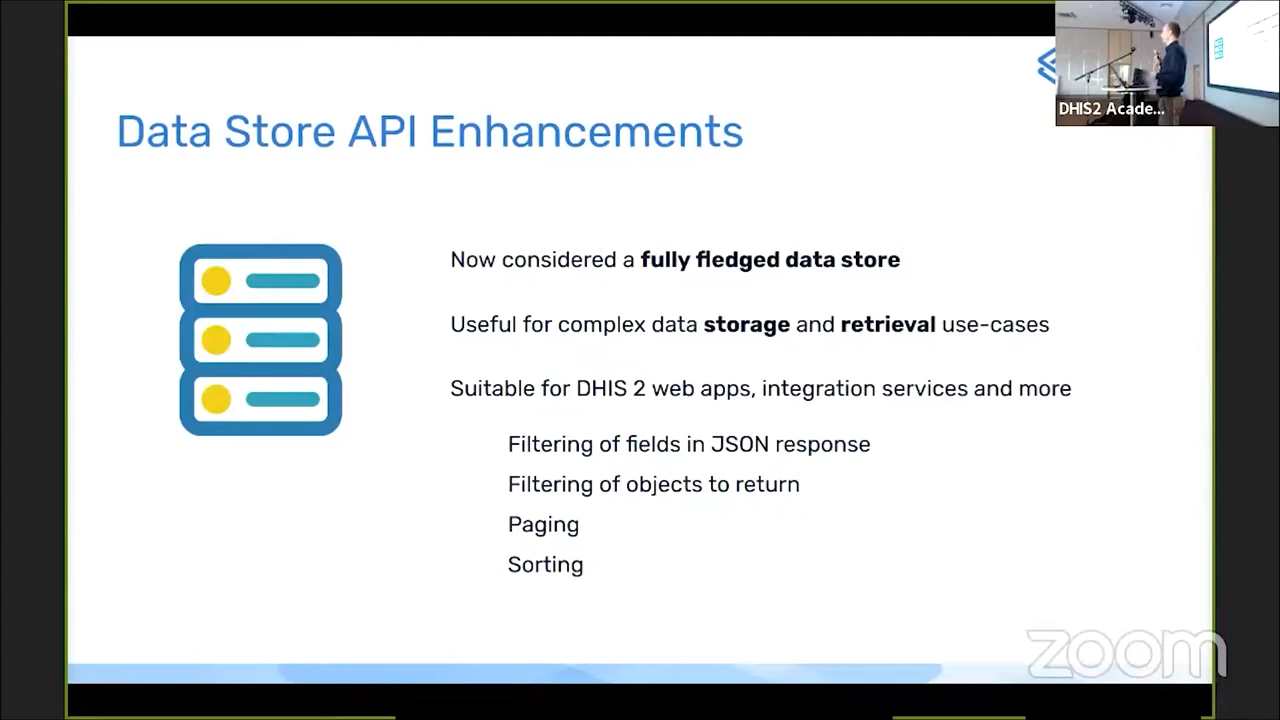 DHIS2 Acade...
Data Store API Enhancements
Now considered a fully fledged data store
Useful for complex data storage and retrieval use-cases
Suitable for DHIS 2 web apps, integration services and more
Filtering of fields in JSON response
Filtering of objects to return
Paging
Sorting
zoom